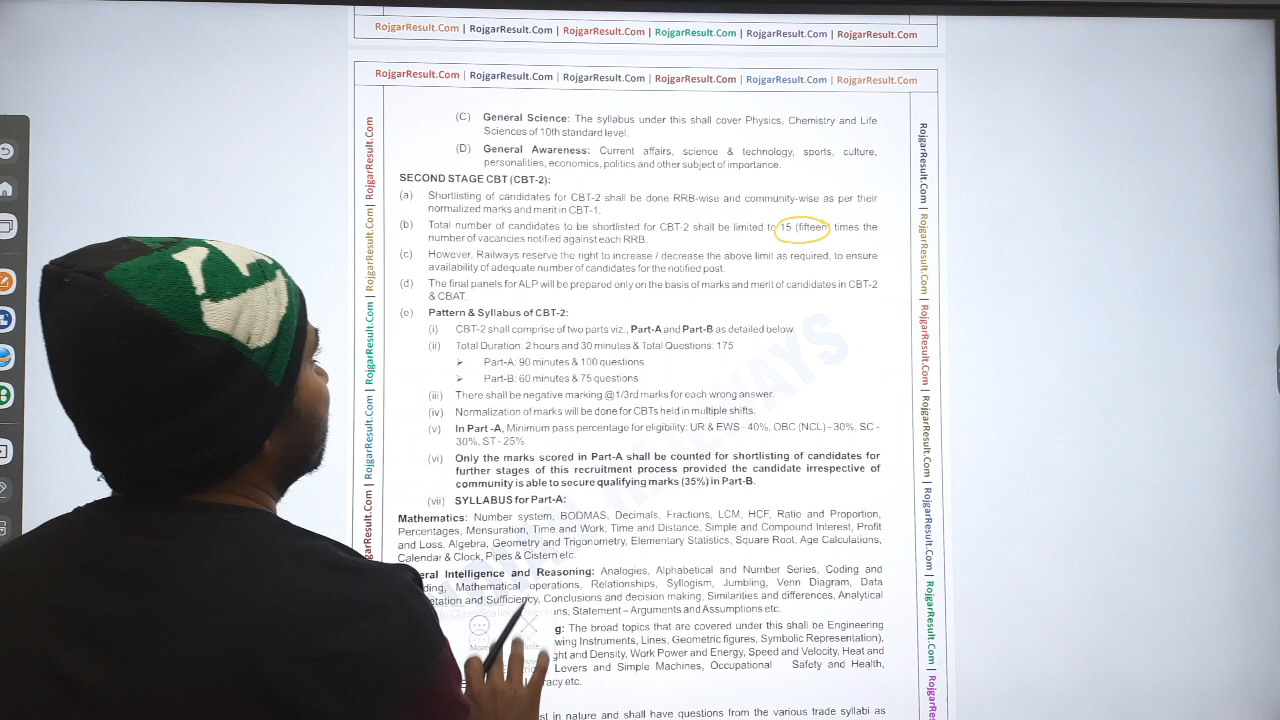 RojgarResult.Com | RojgarResult.Com | RojgarResult.Com | RojgarResult.Com | RojgarResult.Com | RojgarResult.Com
RojgarResult.Com | RojgarResult.Com | RojgarResult.Com | RojgarResult.Com | RojgarResult.Com | RojgarResult.Com
(C) General Science: The syllabus under this shall cover Physics, Chemistry and Life
Sciences of 10th standard level.
(D) General Awareness: Current affairs, science & technology, sports, culture,
personalities, economics, politics and other subject of importance.
SECOND STAGE CBT (CBT-2):
(a) Shortlisting of candidates for CBT-2 shall be done RRB-wise and community-wise as per their
normalized marks and merit in CBT-1.
(b) Total number of candidates to be shortlisted for CBT-2 shall be limited to 15 (fifteen) times the
number of vacancies notified against each RRB.
(c) However, Railways reserve the right to increase / decrease the above limit as required, to ensure
availability of adequate number of candidates for the notified post.
(d) The final panels for ALP will be prepared only on the basis of marks and merit of candidates in CBT-2
& CBAT.
(e) Pattern & Syllabus of CBT-2:
(i) CBT-2 shall comprise of two parts viz., Part-A and Part-B as detailed below.
(ii) Total Duration: 2 hours and 30 minutes & Total Questions: 175
➢ Part-A: 90 minutes & 100 questions
➢ Part-B: 60 minutes & 75 questions
(iii) There shall be negative marking @1/3rd marks for each wrong answer.
(iv) Normalization of marks will be done for CBTs held in multiple shifts.
(v) In Part -A, Minimum pass percentage for eligibility: UR & EWS - 40%, OBC (NCL) - 30%, SC -
30%, ST - 25%
(vi) Only the marks scored in Part-A shall be counted for shortlisting of candidates for
further stages of this recruitment process provided the candidate irrespective of
community is able to secure qualifying marks (35%) in Part-B.
(vii) SYLLABUS for Part-A:
Mathematics: Number system, BODMAS, Decimals, Fractions, LCM, HCF, Ratio and Proportion,
Percentages, Mensuration, Time and Work, Time and Distance, Simple and Compound Interest, Profit
and Loss, Algebra, Geometry and Trigonometry, Elementary Statistics, Square Root, Age Calculations,
Calendar & Clock, Pipes & Cistern etc.
eral Intelligence and Reasoning: Analogies, Alphabetical and Number Series, Coding and
ding, Mathematical operations, Relationships, Syllogism, Jumbling, Venn Diagram, Data
etation and Sufficiency, Conclusions and decision making, Similarities and differences, Analytical
ns, Statement – Arguments and Assumptions etc.
g: The broad topics that are covered under this shall be Engineering
wing Instruments, Lines, Geometric figures, Symbolic Representation),
ght and Density, Work Power and Energy, Speed and Velocity, Heat and
Levers and Simple Machines, Occupational Safety and Health,
racy etc.
st in nature and shall have questions from the various trade syllabi as
RojgarResult.Com | RojgarResult.Com | RojgarResult.Com | RojgarResult.Com | RojgarResult.Com
RojgarResult.Com | RojgarResult.Com | RojgarResult.Com | RojgarResult.Com | RojgarResult.Com | RojgarR
More